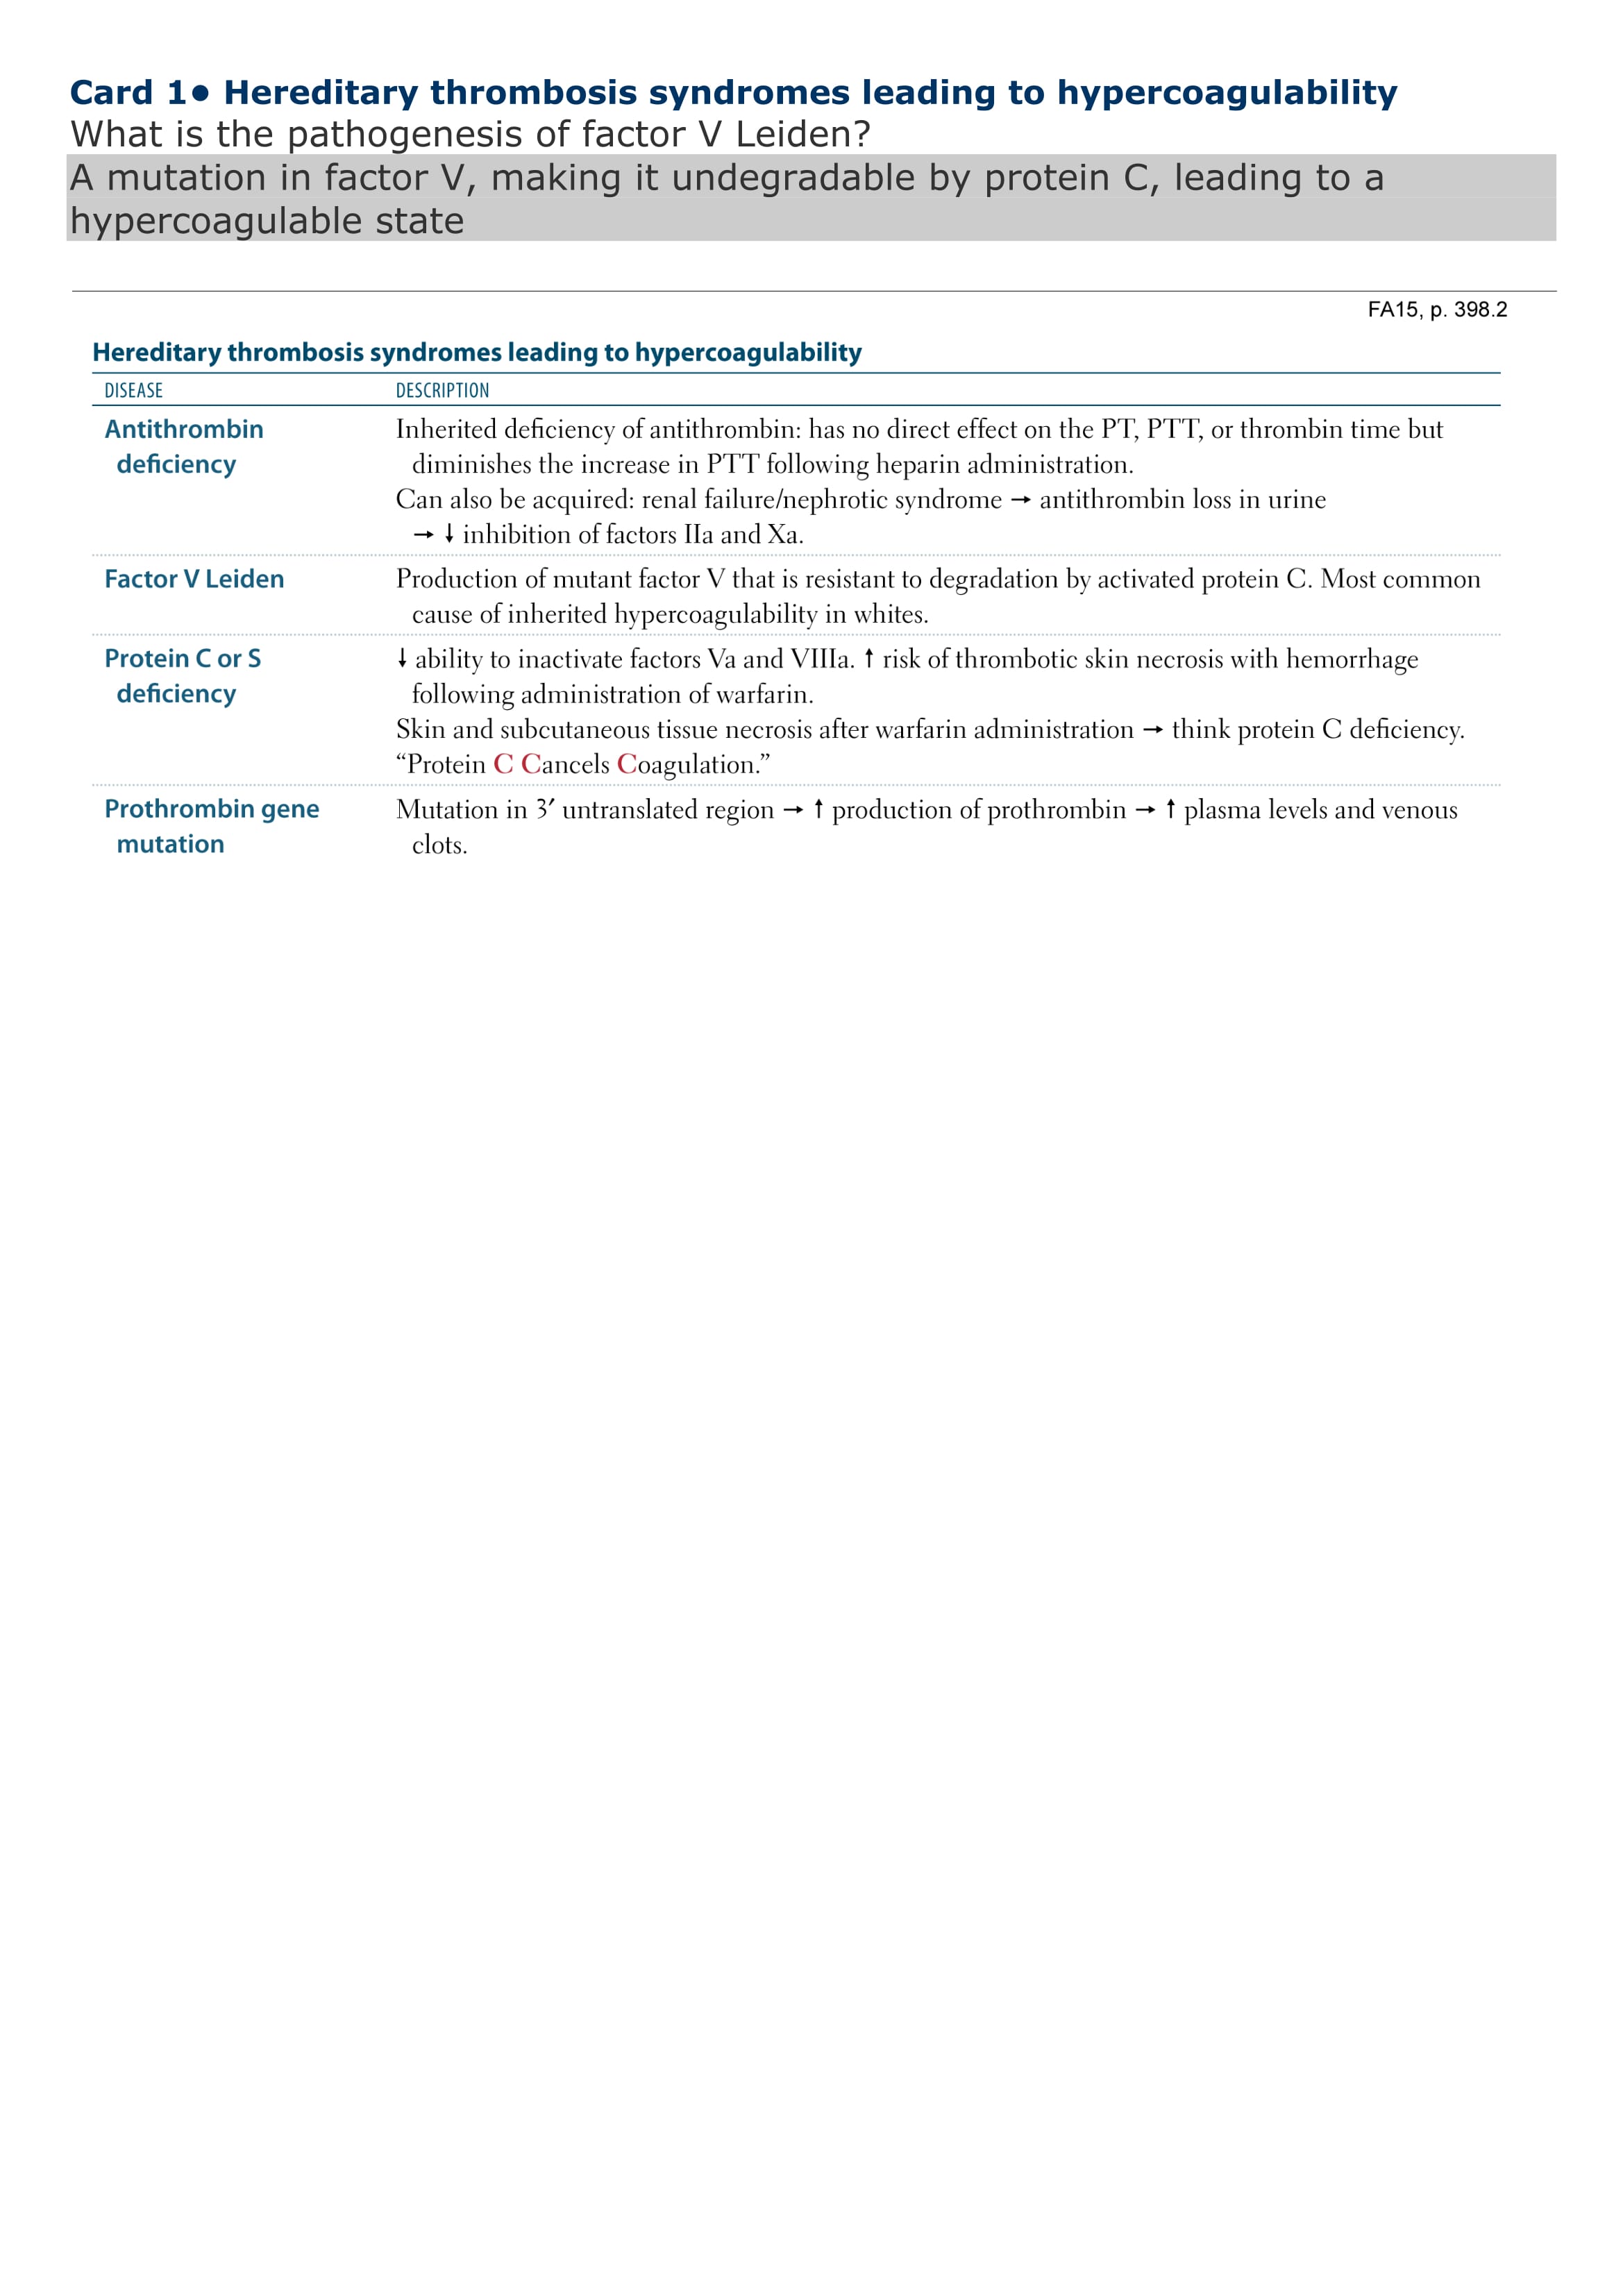 Card 1● Hereditary thrombosis syndromes leading to hypercoagulability
What is the pathogenesis of factor V Leiden?
A mutation in factor V, making it undegradable by protein C, leading to a
hypercoagulable state
FA15, p. 398.2
Hereditary thrombosis syndromes leading to hypercoagulability
DISEASE DESCRIPTION
Antithrombin Inherited deficiency of antithrombin: has no direct effect on the PT, PTT, or thrombin time but
deficiency diminishes the increase in PTT following heparin administration.
Can also be acquired: renal failure/nephrotic syndrome → antithrombin loss in urine
→ ↓ inhibition of factors IIa and Xa.
Factor V Leiden Production of mutant factor V that is resistant to degradation by activated protein C. Most common
cause of inherited hypercoagulability in whites.
Protein C or S ↓ ability to inactivate factors Va and VIIIa. ↑ risk of thrombotic skin necrosis with hemorrhage
deficiency following administration of warfarin.
Skin and subcutaneous tissue necrosis after warfarin administration → think protein C deficiency.
“Protein C Cancels Coagulation.”
Prothrombin gene Mutation in 3′ untranslated region → ↑ production of prothrombin → ↑ plasma levels and venous
mutation clots.